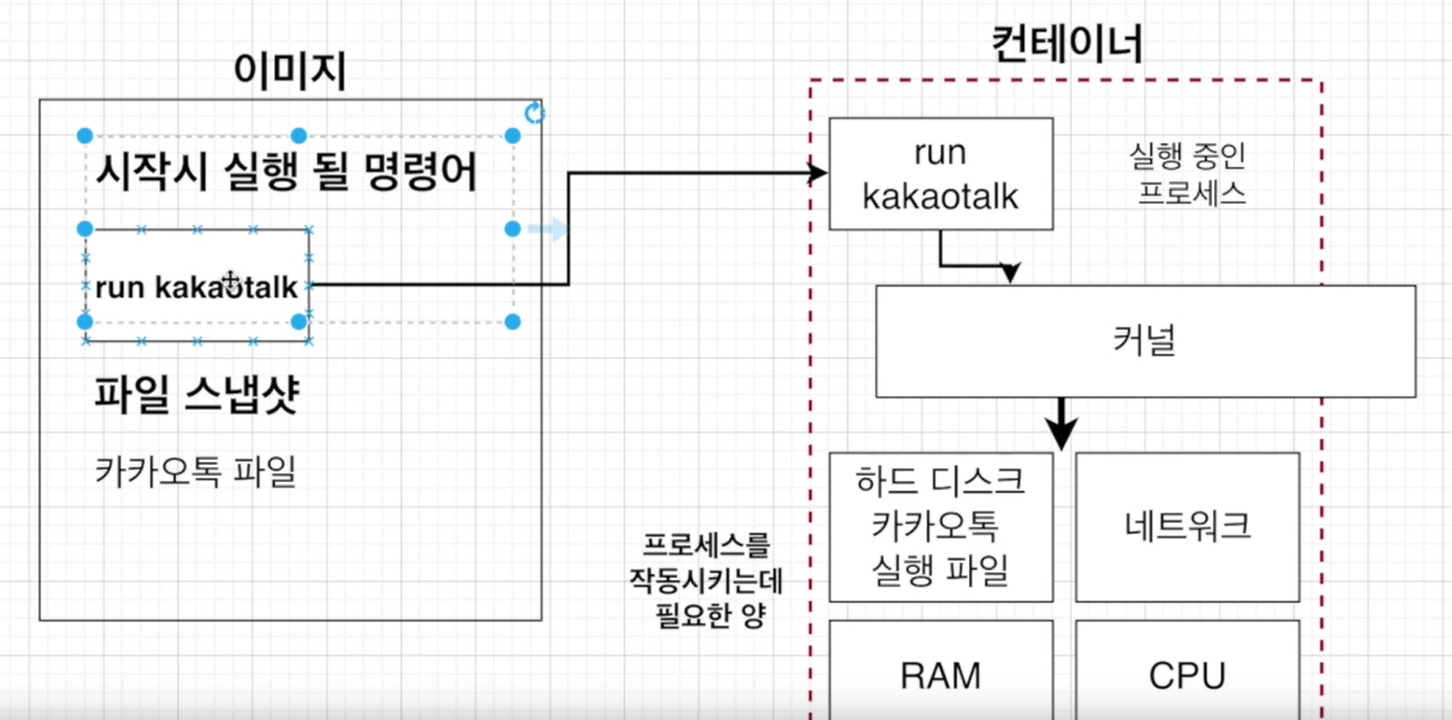 이미지
시작시 실행 될 명령어
run kakaotalk
파일 스냅샷
카카오톡 파일
컨테이너
run
kakaotalk
실행 중인
프로세스
커널
하드 디스크
카카오톡
실행 파일
네트워크
프로세스를
작동시키는데
필요한 양
RAM
CPU